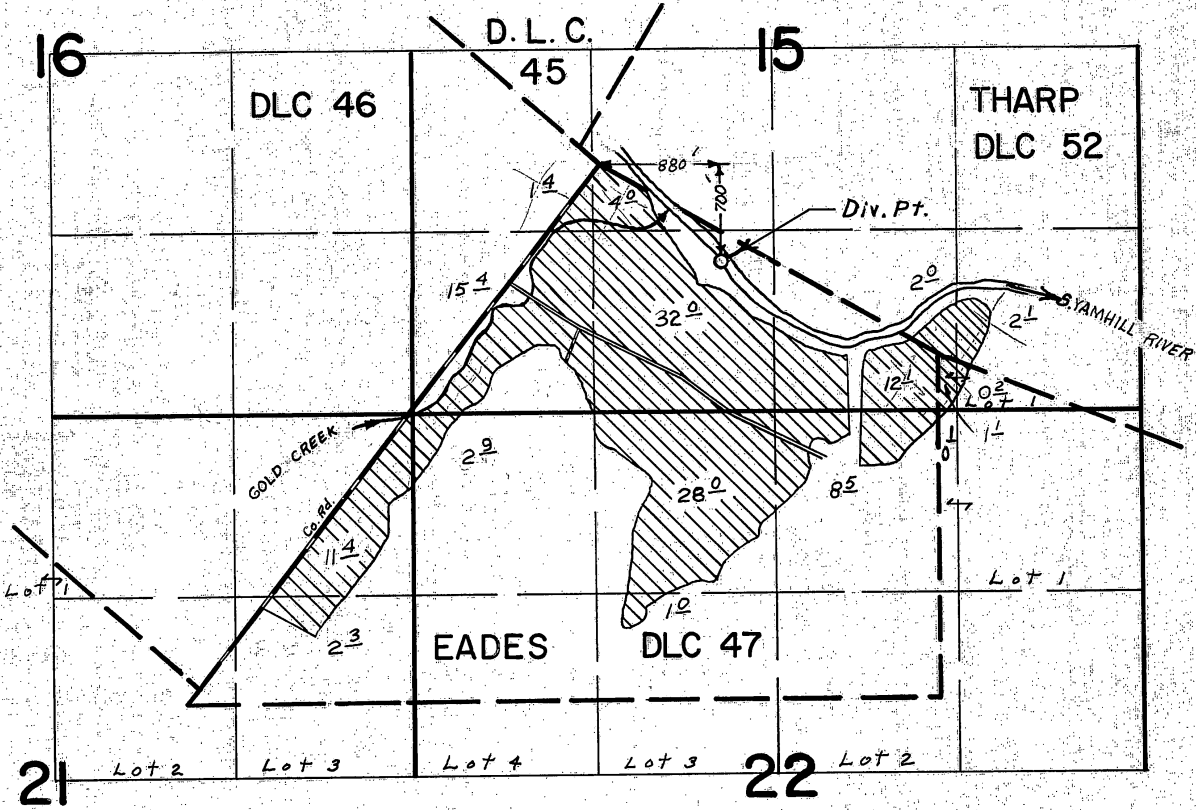 16
D. L. C.
45
15
DLC 46
THARP
DLC 52
880'
700'
1 4
4 0
Div. Pt.
15 4
32 0
2 0
S. YAMHILL RIVER
2 1
12 1
0 2
Lot 1
1 1
0 1
GOLD CREEK
2 9
28 0
8 5
Co. Rd.
11 4
Lot 1
Lot 1
1 0
2 3
EADES
DLC 47
21
Lot 2
Lot 3
Lot 4
Lot 3
22
Lot 2